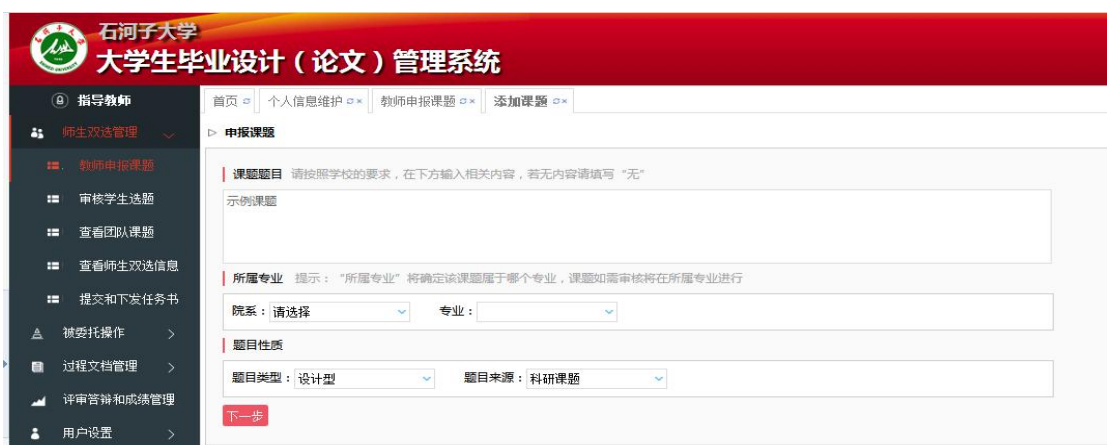 石河子大学
大学生毕业设计（论文）管理系统
指导教师
首页 个人信息维护 教师申报课题 添加课题
师生双选管理
申报课题
教师申报课题
审核学生选题
查看团队课题
查看师生双选信息
提交和下发任务书
被委托操作
过程文档管理
评审答辩和成绩管理
用户设置
课题题目 请按照学校的要求，在下方输入相关内容，若无内容请填写“无”
示例课题
所属专业 提示：“所属专业”将确定该课题属于哪个专业，课题如需审核将在所属专业进行
院系：请选择 专业：
题目性质
题目类型：设计型 题目来源：科研课题
下一步